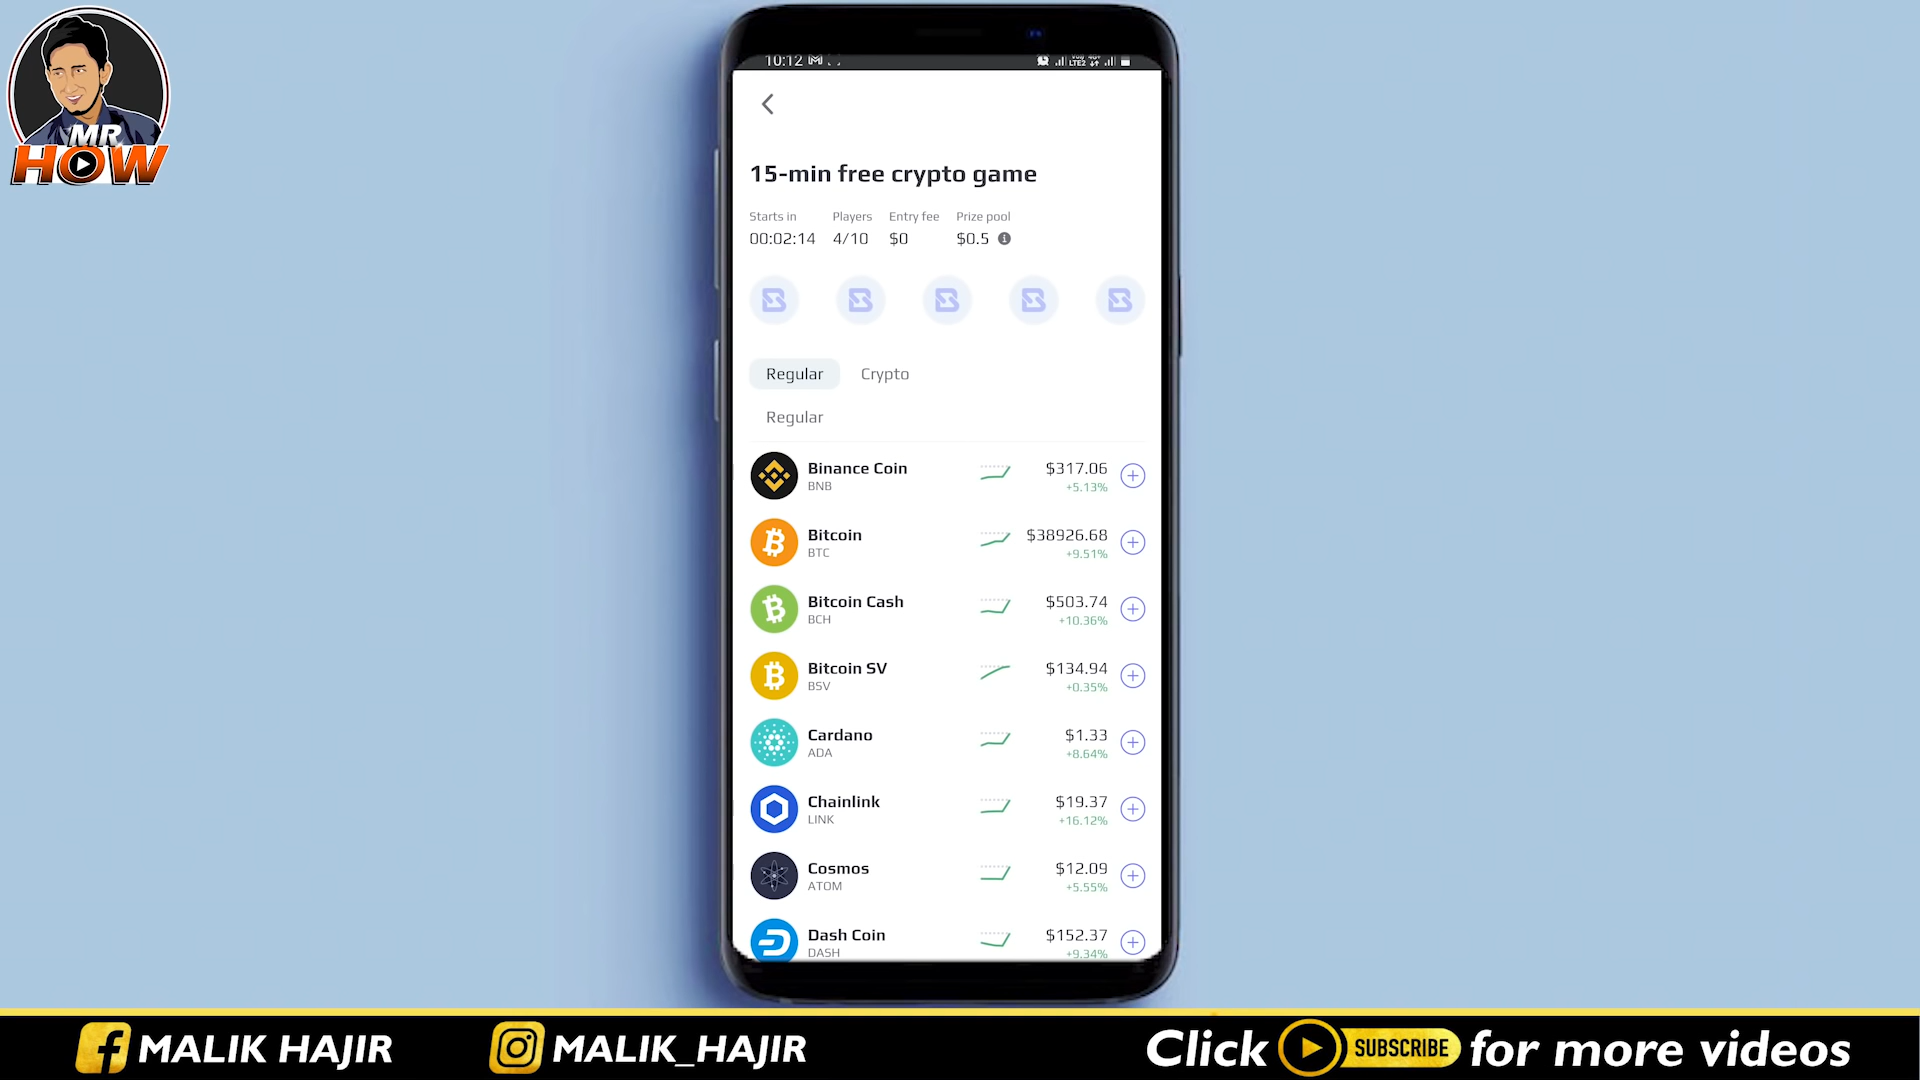 MR
HOW
10:12
LTE2
15-min free crypto game
Starts in Players Entry fee Prize pool
00:02:14 4/10 $0 $0.5
Regular Crypto
Regular
Binance Coin $317.06
BNB +5.13%
Bitcoin $38926.68
BTC +9.51%
Bitcoin Cash $503.74
BCH +10.36%
Bitcoin SV $134.94
BSV +0.35%
Cardano $1.33
ADA +8.64%
Chainlink $19.37
LINK +16.12%
Cosmos $12.09
ATOM +5.55%
Dash Coin $152.37
DASH +9.34%
MALIK HAJIR MALIK_HAJIR Click SUBSCRIBE for more videos